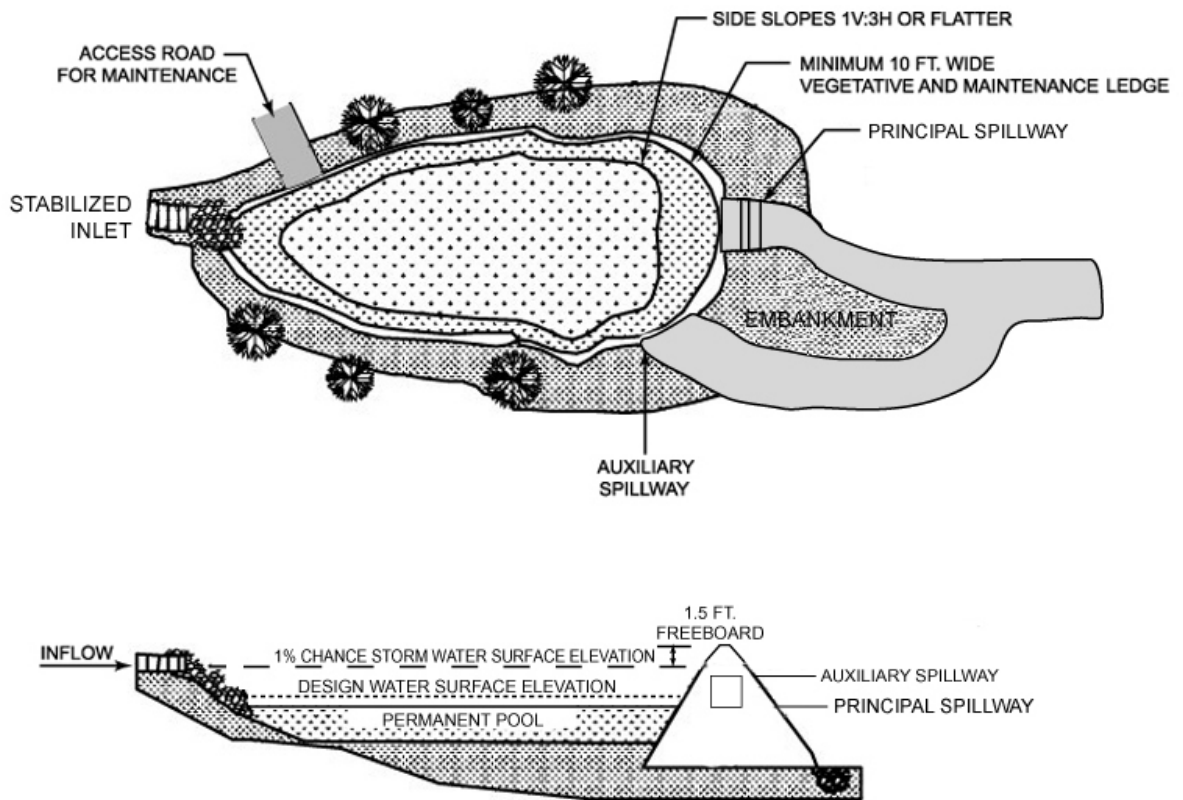 SIDE SLOPES 1V:3H OR FLATTER
ACCESS ROAD
FOR MAINTENANCE
MINIMUM 10 FT. WIDE
VEGETATIVE AND MAINTENANCE LEDGE
PRINCIPAL SPILLWAY
STABILIZED
INLET
EMBANKMENT
AUXILIARY
SPILLWAY
1.5 FT.
FREEBOARD
INFLOW
1% CHANCE STORM WATER SURFACE ELEVATION
DESIGN WATER SURFACE ELEVATION
AUXILIARY SPILLWAY
PRINCIPAL SPILLWAY
PERMANENT POOL